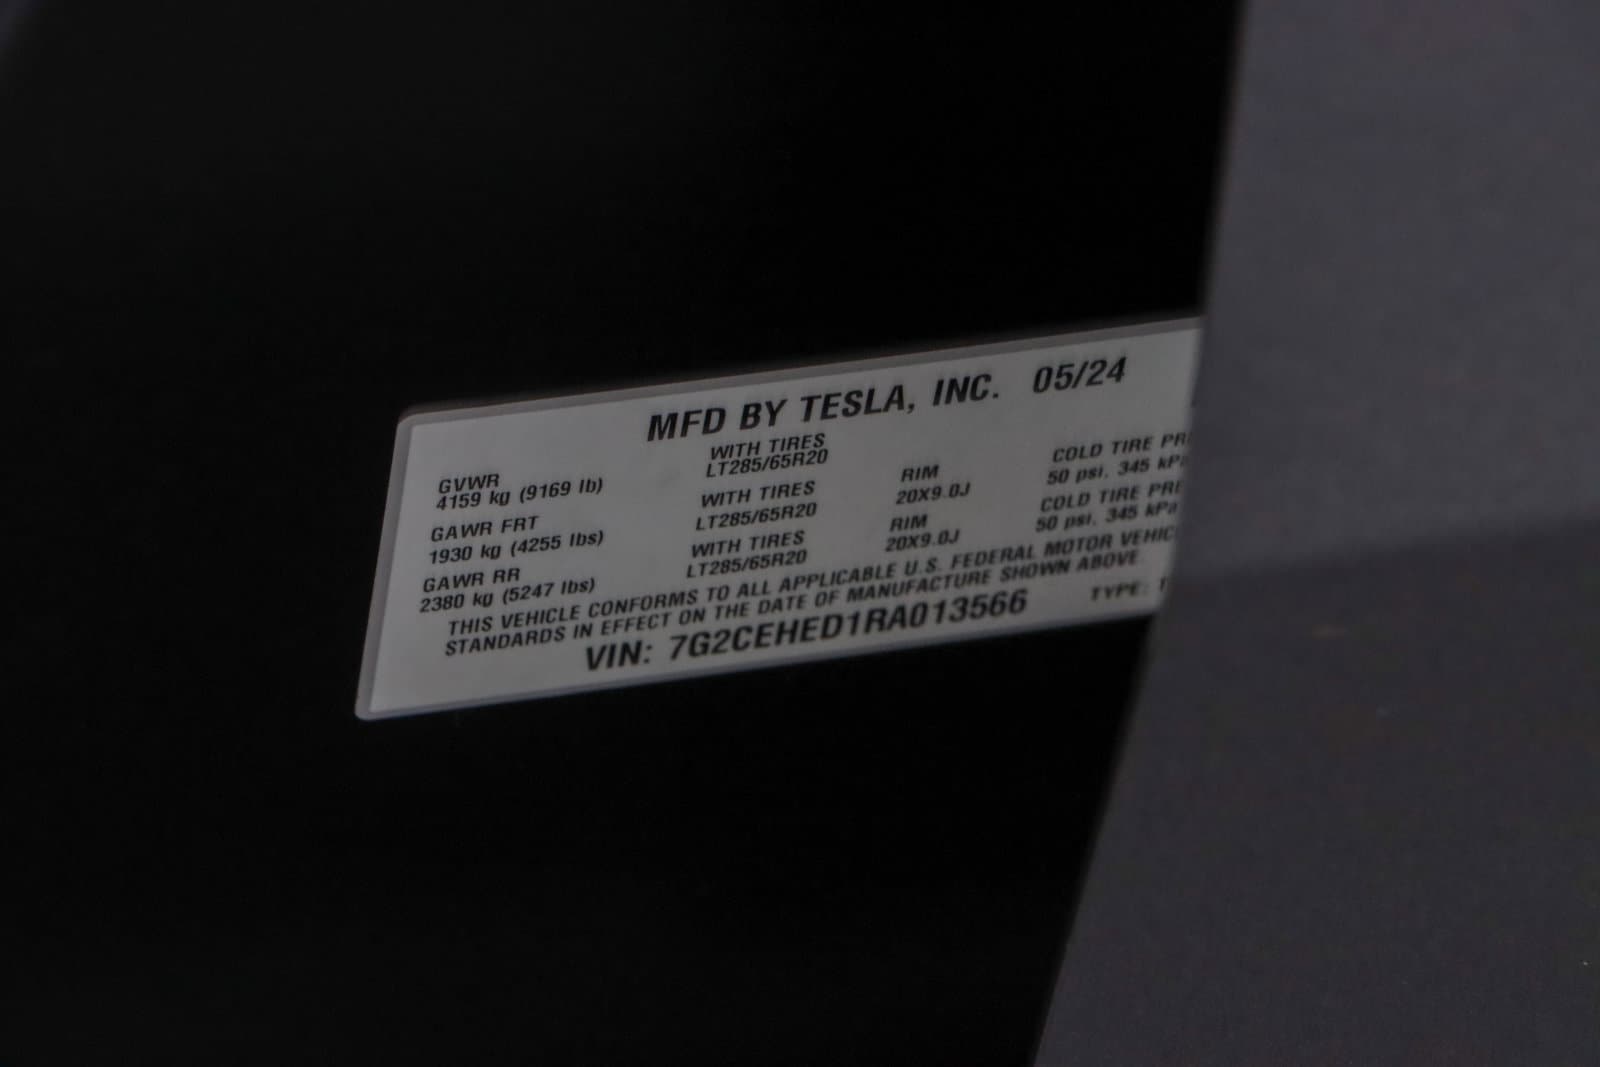 MFD BY TESLA, INC. 05/24
GVWR WITH TIRES
4159 kg (9169 lb) LT285/65R20
GAWR FRT WITH TIRES RIM COLD TIRE
1930 kg (4255 lbs) LT285/65R20 20X9.0J 50 psi, 345 kPa
GAWR RR WITH TIRES RIM COLD TIRE
2380 kg (5247 lbs) LT285/65R20 20X9.0J 50 psi, 345 kPa
THIS VEHICLE CONFORMS TO ALL APPLICABLE U.S. FEDERAL MOTOR VEHIC
STANDARDS IN EFFECT ON THE DATE OF MANUFACTURE SHOWN ABOVE
VIN: 7G2CEHED1RA013566 TYPE: